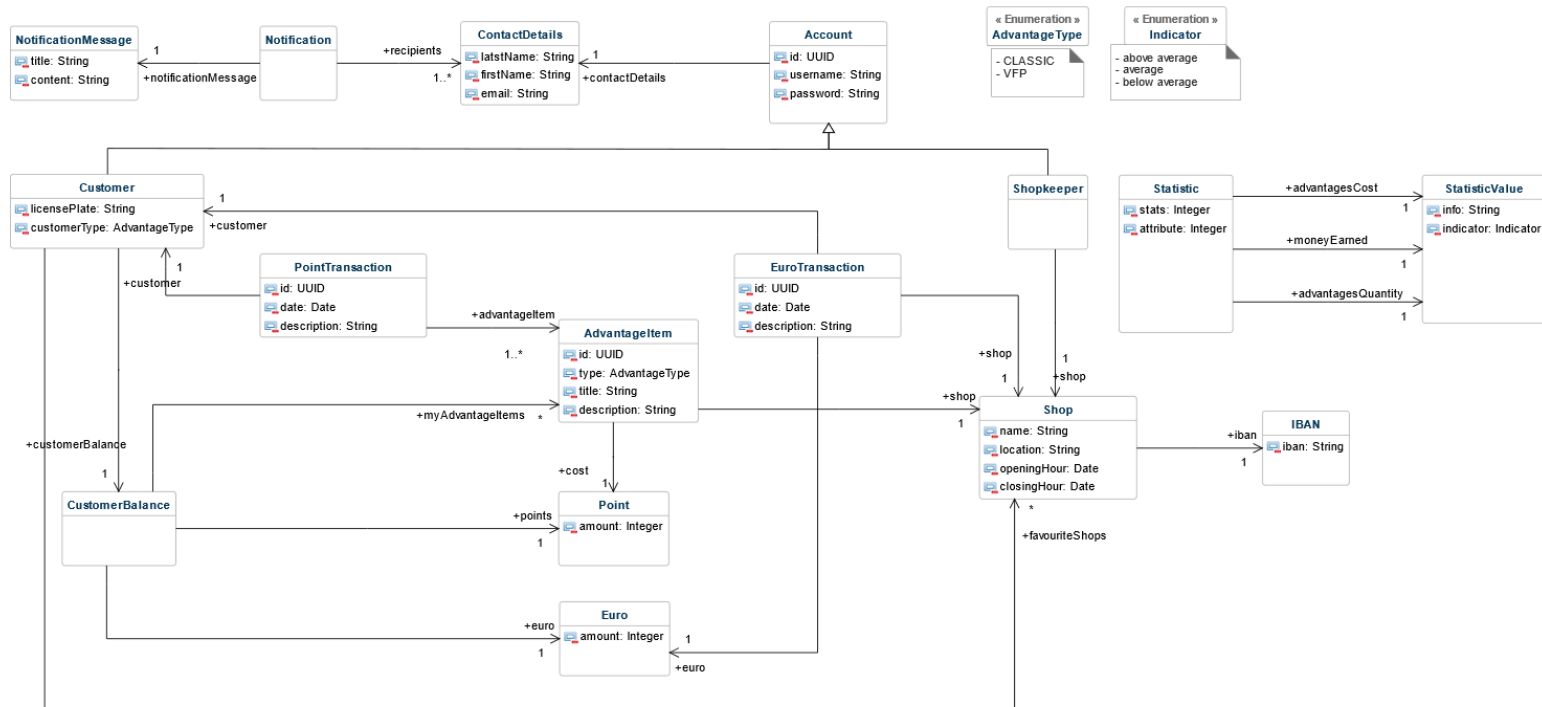 NotificationMessage
title: String
content: String
1
+notificationMessage
Notification
+recipients
1..*
ContactDetails
latstName: String
firstName: String
email: String
1
+contactDetails
Account
id: UUID
username: String
password: String
« Enumeration »
AdvantageType
- CLASSIC
- VFP
« Enumeration »
Indicator
- above average
- average
- below average
Customer
licensePlate: String
customerType: AdvantageType
1
+customer
Shopkeeper
Statistic
stats: Integer
attribute: Integer
+advantagesCost
1
+moneyEarned
1
+advantagesQuantity
1
StatisticValue
info: String
indicator: Indicator
1
+customer
PointTransaction
id: UUID
date: Date
description: String
+advantageItem
1..*
EuroTransaction
id: UUID
date: Date
description: String
AdvantageItem
id: UUID
type: AdvantageType
title: String
description: String
+shop
1
1
+shop
+shop
1
Shop
name: String
location: String
openingHour: Date
closingHour: Date
+iban
1
IBAN
iban: String
+myAdvantageItems
*
+customerBalance
1
+cost
1
CustomerBalance
+points
1
Point
amount: Integer
*
+favouriteShops
+euro
1
Euro
amount: Integer
1
+euro